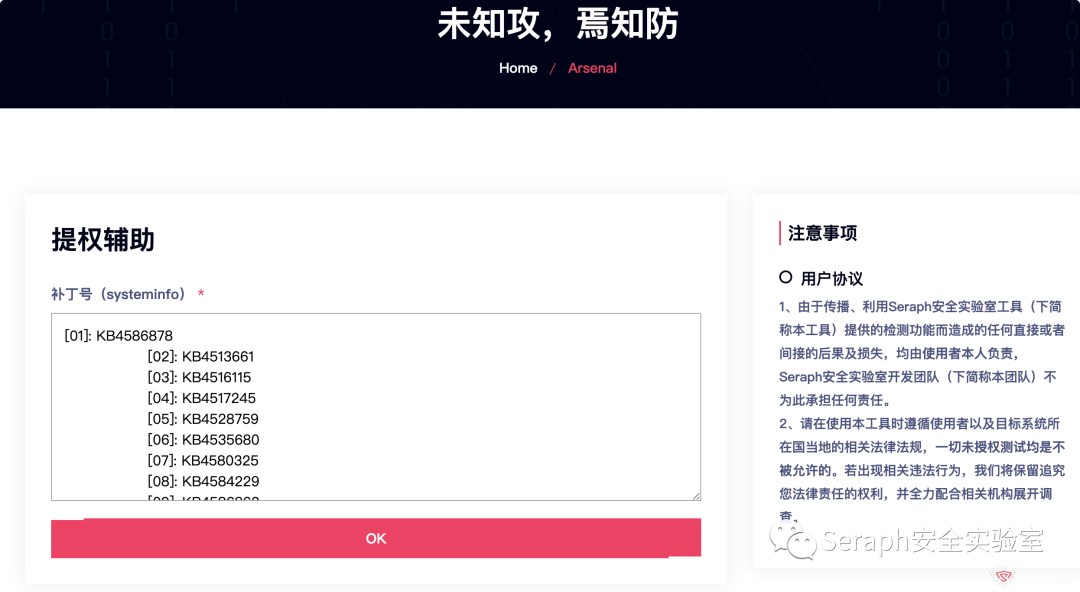 未知攻，焉知防
Home / Arsenal
提权辅助
补丁号（systeminfo） *
[01]: KB4586878
[02]: KB4513661
[03]: KB4516115
[04]: KB4517245
[05]: KB4528759
[06]: KB4535680
[07]: KB4580325
[08]: KB4584229
OK
注意事项
用户协议
1、由于传播、利用Seraph安全实验室工具（下简
称本工具）提供的检测功能而造成的任何直接或者
间接的后果及损失，均由使用者本人负责，
Seraph安全实验室开发团队（下简称本团队）不
为此承担任何责任。
2、请在使用本工具时遵循使用者以及目标系统所
在国当地的相关法律法规，一切未授权测试均是不
被允许的。若出现相关违法行为，我们将保留追究
您法律责任的权利，并全力配合相关机构展开调
查。
Seraph安全实验室